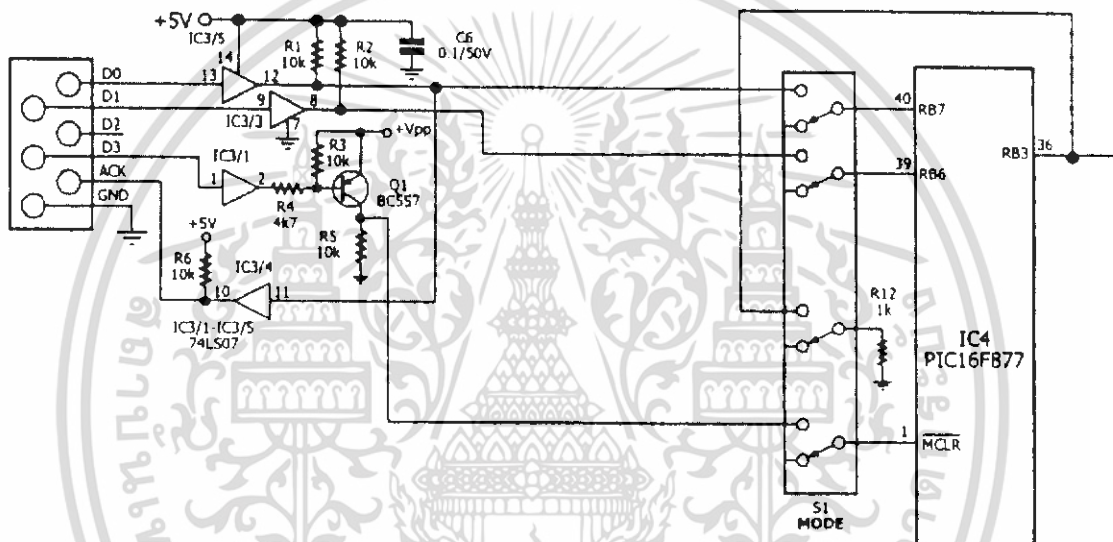 +5V
IC3/5
14
13
12
R1
10k
R2
10k
C6
0.1/50V
D0
D1
D2
D3
ACK
GND
9
8
7
IC3/3
+Vpp
R3
10k
IC3/1
1
2
R4
4k7
Q1
BC557
R5
10k
+5V
R6
10k
IC3/4
10
11
IC3/1-IC3/5
74LS07
40
RB7
39
RB6
RB3
36
R12
1k
IC4
PIC16F877
1
MCLR
S1
MODE